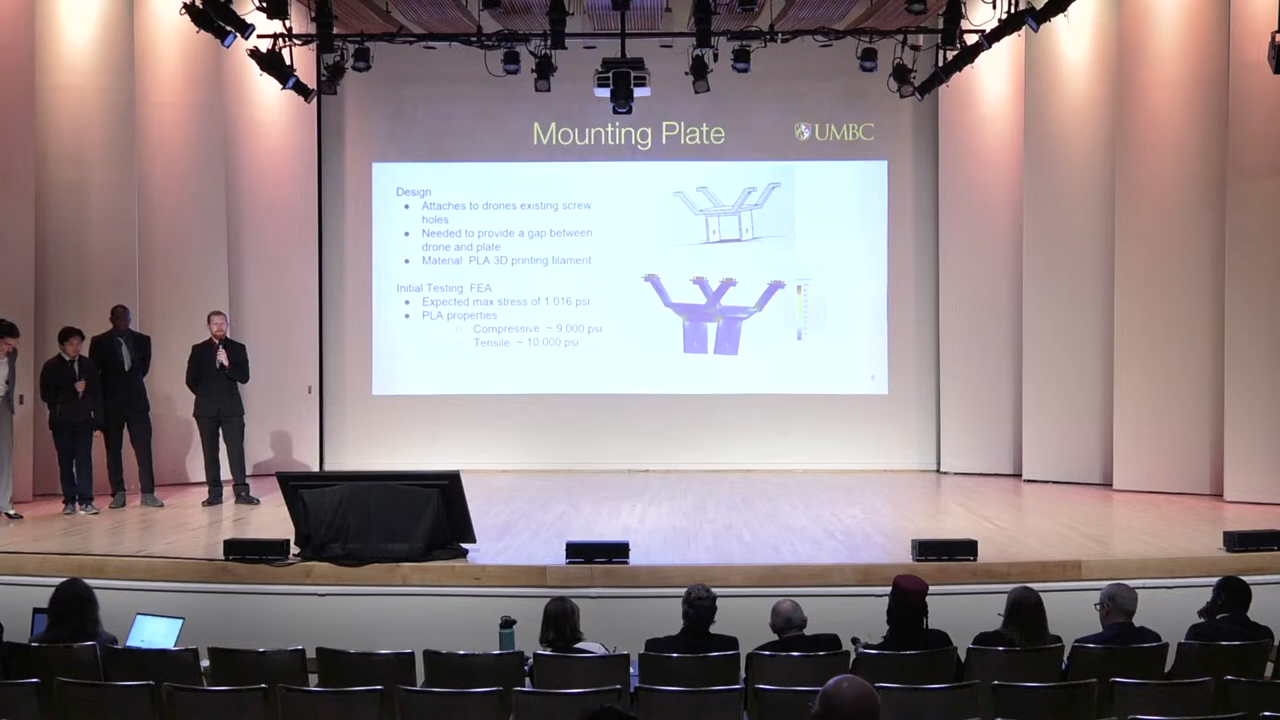 Mounting Plate
UMBC
Design
● Attaches to drones existing screw
holes
● Needed to provide a gap between
drone and plate
● Material PLA 3D printing filament
Initial Testing FEA
● Expected max stress of 1.016 psi
● PLA properties
○ Compressive ~ 9.000 psi
Tensile ~ 10.000 psi